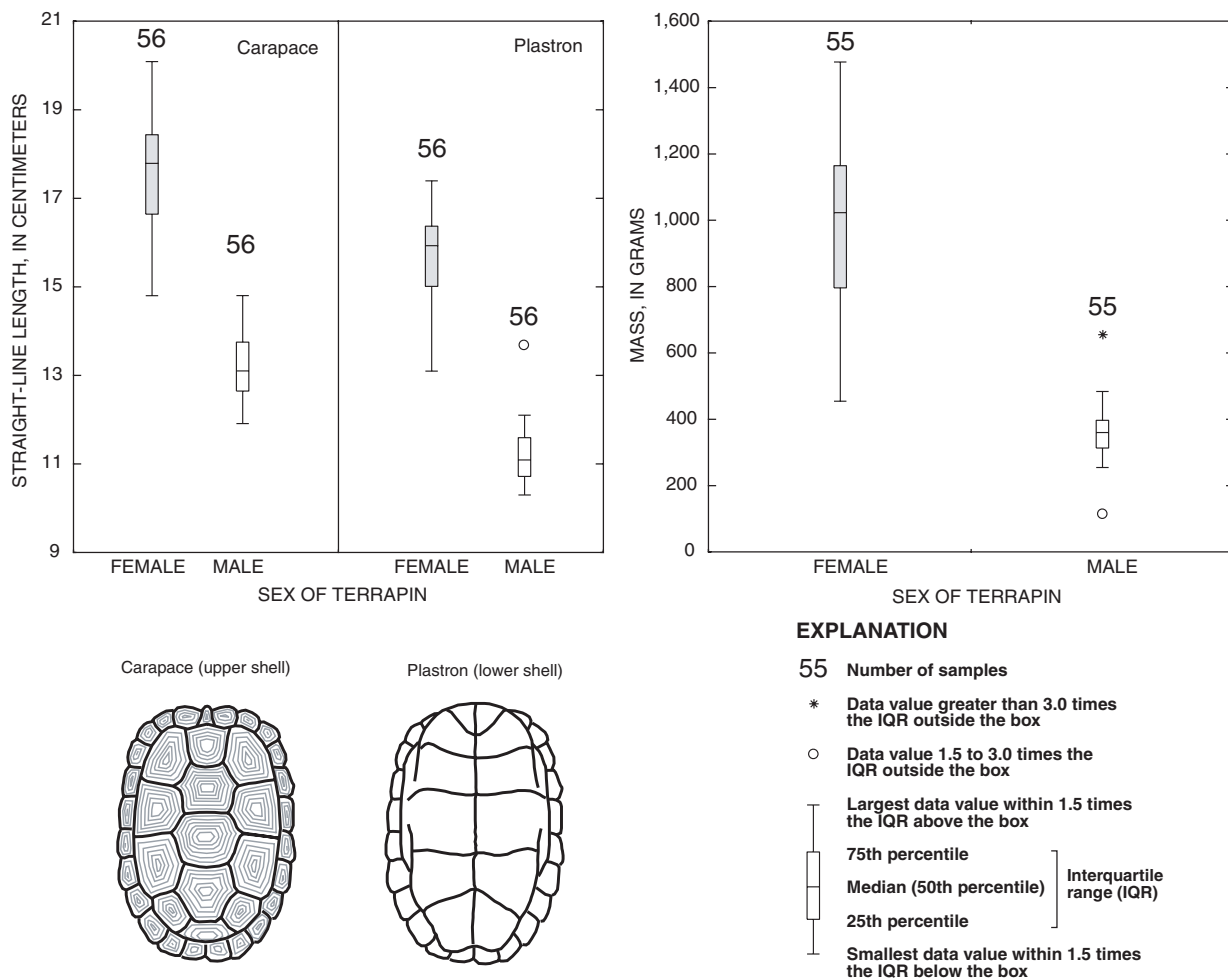 STRAIGHT-LINE LENGTH, IN CENTIMETERS
21
19
17
15
13
11
9
56
Carapace
56
Plastron
56
56
FEMALE MALE FEMALE MALE
SEX OF TERRAPIN
MASS, IN GRAMS
1,600
1,400
1,200
1,000
800
600
400
200
0
55
55
FEMALE MALE
SEX OF TERRAPIN
Carapace (upper shell)
Plastron (lower shell)
EXPLANATION
55 Number of samples
* Data value greater than 3.0 times
the IQR outside the box
Data value 1.5 to 3.0 times the
IQR outside the box
Largest data value within 1.5 times
the IQR above the box
75th percentile
Median (50th percentile)
25th percentile
Interquartile
range (IQR)
Smallest data value within 1.5 times
the IQR below the box